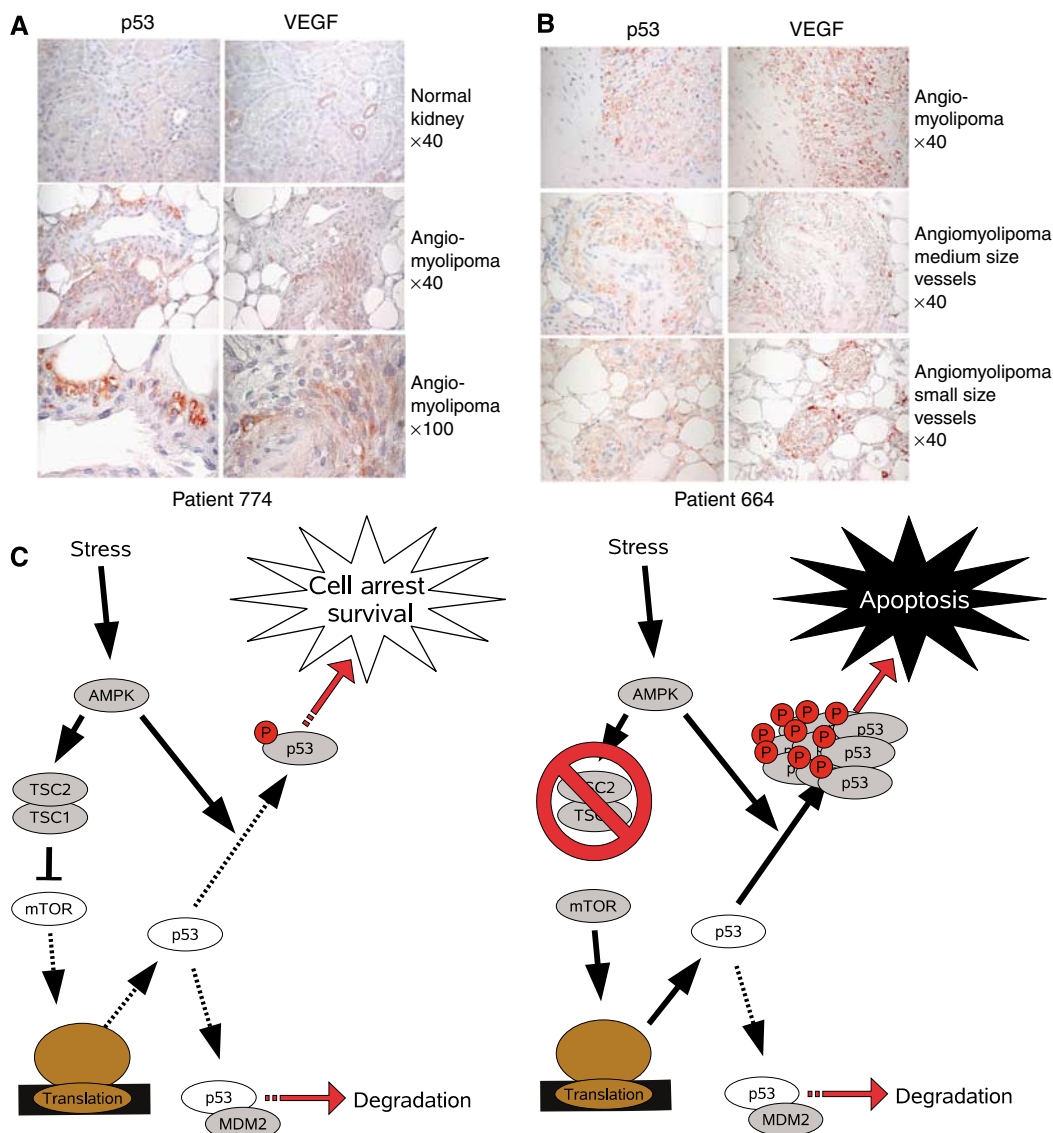 A
p53
VEGF
Normal
kidney
×40
Angio-
myolipoma
×40
Angio-
myolipoma
×100
Patient 774
B
p53
VEGF
Angio-
myolipoma
×40
Angiomyolipoma
medium size
vessels
×40
Angiomyolipoma
small size
vessels
×40
Patient 664
C
Stress
Cell arrest
survival
AMPK
P
p53
TSC2
TSC1
mTOR
p53
Translation
p53
MDM2
Degradation
Stress
Apoptosis
AMPK
P
P
P
P
P
P
P
P
P
p53
p53
p53
mTOR
p53
Translation
p53
MDM2
Degradation